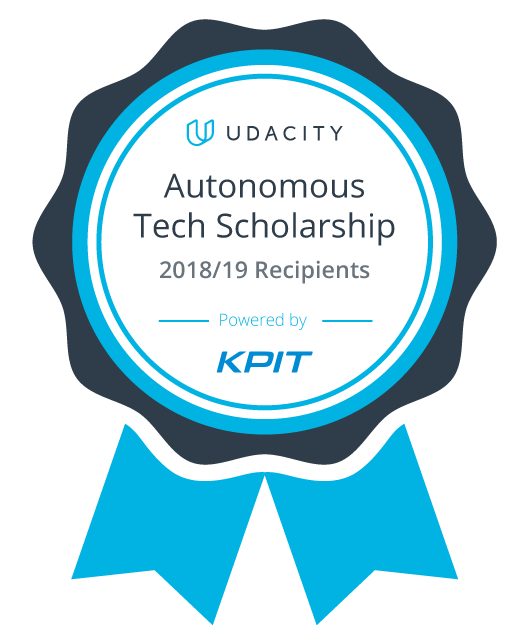 UDACITY
Autonomous
Tech Scholarship
2018/19 Recipients
Powered by
KPIT